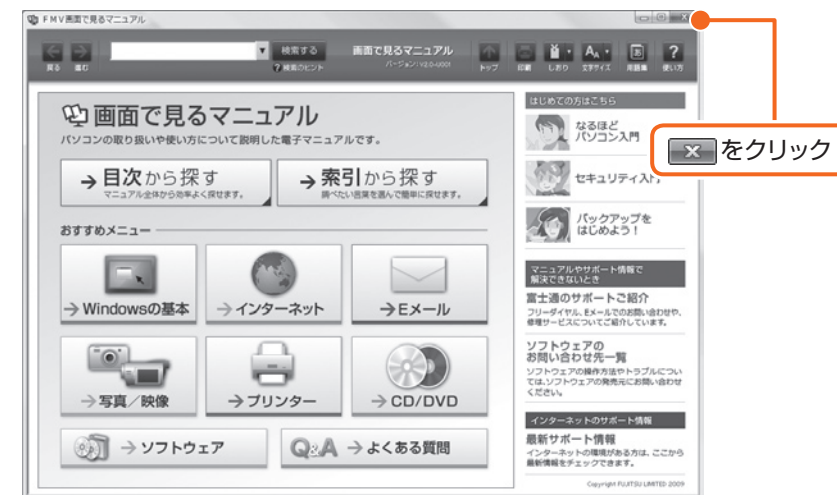 FMV画面で見るマニュアル
戻る 進む
検索する
検索のヒント
画面で見るマニュアル
バージョン: V2.0-U001
トップ 印刷 しおり 文字サイズ 用語集 使い方
画面で見るマニュアル
パソコンの取り扱いや使い方について説明した電子マニュアルです。
→目次から探す
マニュアル全体から効率よく探せます。
→索引から探す
調べたい言葉を選んで簡単に探せます。
おすすめメニュー
→Windowsの基本
→インターネット
→Eメール
→写真／映像
→プリンター
→CD/DVD
→ソフトウェア
Q&A →よくある質問
はじめての方はこちら
なるほど
パソコン入門
セキュリティ入門
バックアップを
はじめよう！
マニュアルやサポート情報で
解決できないとき
富士通のサポートご紹介
フリーダイヤル、Eメールでのお問い合わせや、
修理サービスについてご紹介しています。
ソフトウェアの
お問い合わせ先一覧
ソフトウェアの操作方法やトラブルについ
ては、ソフトウェアの発売元にお問い合わせ
ください。
インターネットのサポート情報
最新サポート情報
インターネットの環境がある方は、ここから
最新情報をチェックできます。
Copyright FUJITSU LIMITED 2009
をクリック